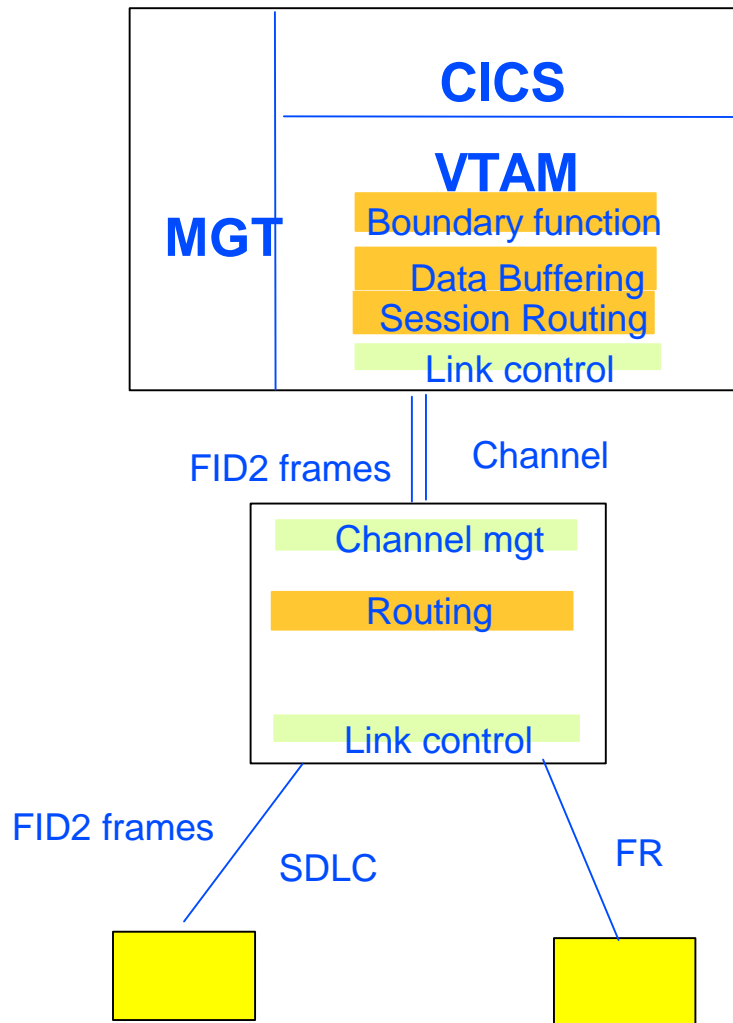 CICS
VTAM
MGT
Boundary function
Data Buffering
Session Routing
Link control
FID2 frames
Channel
Channel mgt
Routing
Link control
FID2 frames
SDLC
FR